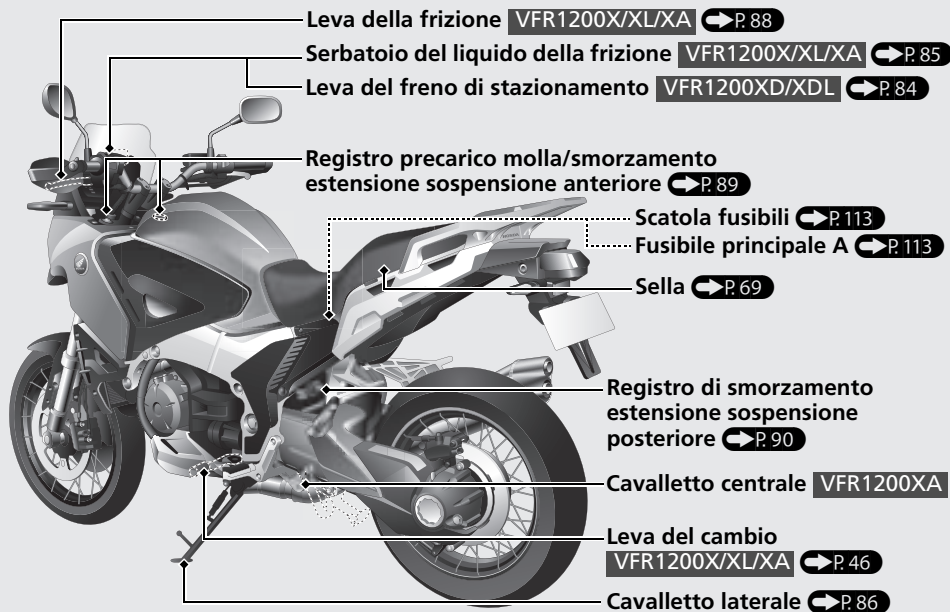 Leva della frizione VFR1200X/XL/XA P. 88
Serbatoio del liquido della frizione VFR1200X/XL/XA P. 85
Leva del freno di stazionamento VFR1200XD/XDL P. 84
Registro precarico molla/smorzamento
estensione sospensione anteriore P. 89
Scatola fusibili P. 113
Fusibile principale A P. 113
Sella P. 69
Registro di smorzamento
estensione sospensione
posteriore P. 90
Cavalletto centrale VFR1200XA
Leva del cambio
VFR1200X/XL/XA P. 46
Cavalletto laterale P. 86